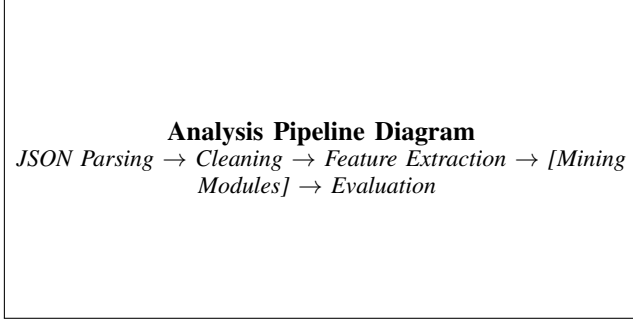 Analysis Pipeline Diagram
JSON Parsing → Cleaning → Feature Extraction → [Mining
Modules] → Evaluation